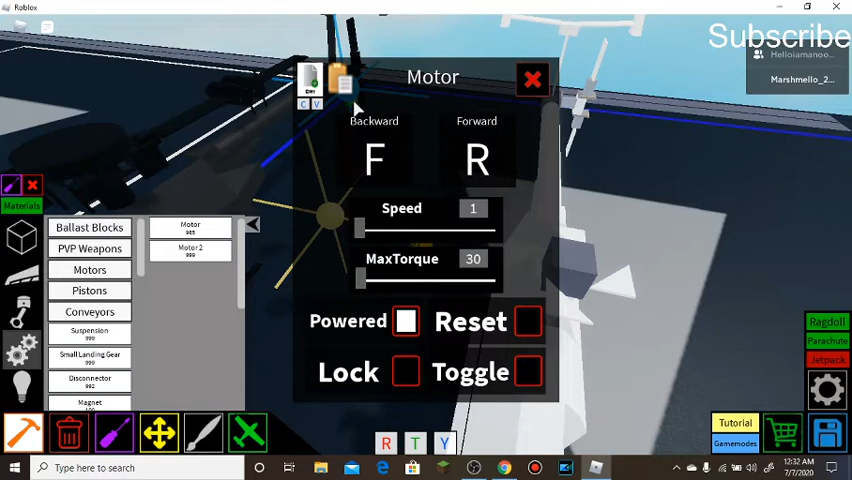 Roblox
Subscribe
Helloiamanoo...
Marshmello_2...
Motor
C V
Backward
Forward
F
R
Speed
1
MaxTorque
30
Powered
Reset
Lock
Toggle
Materials
Ballast Blocks
PVP Weapons
Motors
Pistons
Conveyors
Suspension
999
Small Landing Gear
999
Disconnector
992
Magnet
Motor
985
Motor 2
999
Ragdoll
Parachute
Jetpack
Tutorial
Gamemodes
R T Y
Type here to search
12:32 AM
7/7/2020